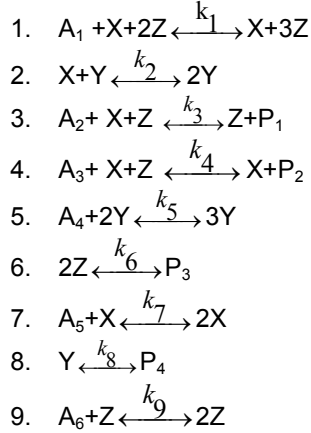 1. A₁ +X+2Z ⟷ k₁ X+3Z
2. X+Y ⟷ k₂ 2Y
3. A₂+ X+Z ⟷ k₃ Z+P₁
4. A₃+ X+Z ⟷ k₄ X+P₂
5. A₄+2Y ⟷ k₅ 3Y
6. 2Z ⟷ k₆ P₃
7. A₅+X ⟷ k₇ 2X
8. Y ⟷ k₈ P₄
9. A₆+Z ⟷ k₉ 2Z